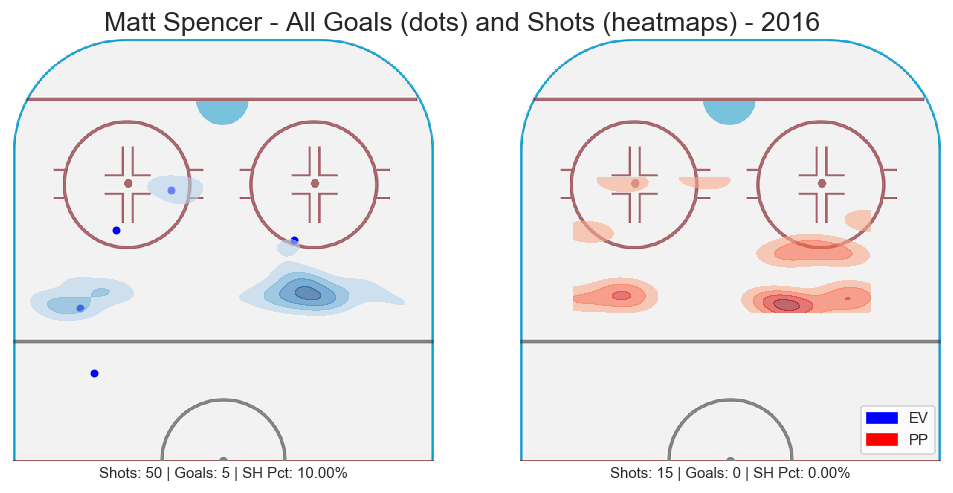 Matt Spencer - All Goals (dots) and Shots (heatmaps) - 2016
EV
PP
Shots: 50 | Goals: 5 | SH Pct: 10.00%
Shots: 15 | Goals: 0 | SH Pct: 0.00%